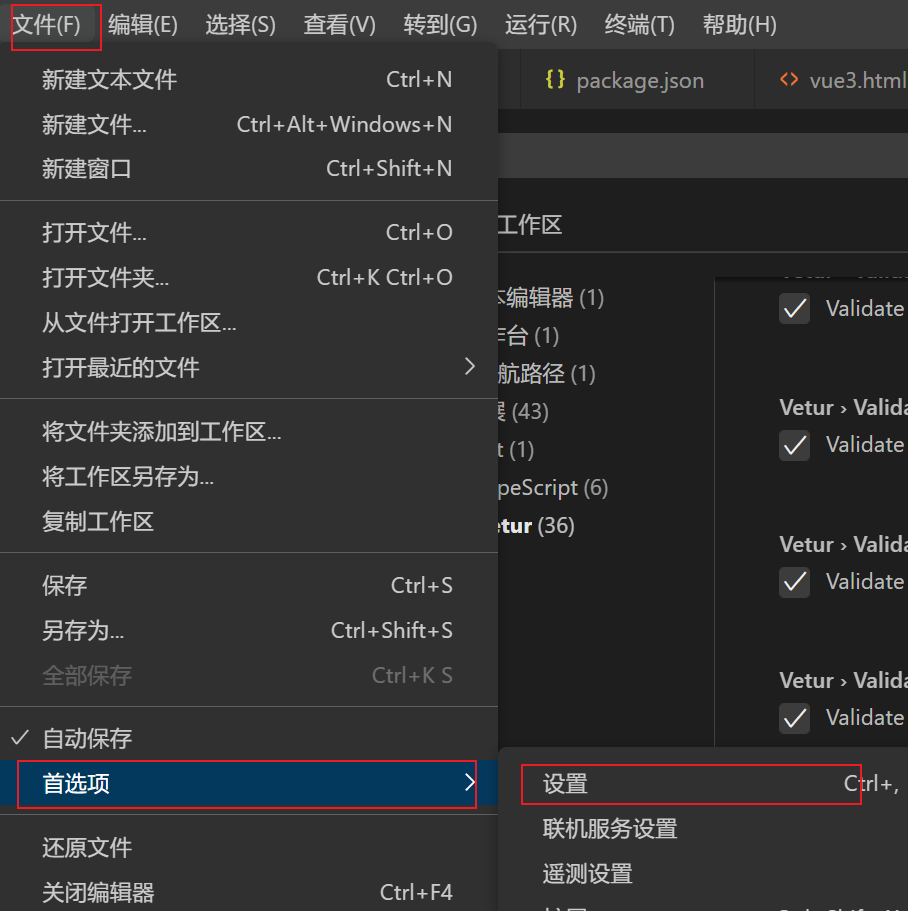 文件(F) 编辑(E) 选择(S) 查看(V) 转到(G) 运行(R) 终端(T) 帮助(H)
{} package.json <> vue3.html
新建文本文件 Ctrl+N
新建文件... Ctrl+Alt+Windows+N
新建窗口 Ctrl+Shift+N
打开文件... Ctrl+O
打开文件夹... Ctrl+K Ctrl+O
从文件打开工作区...
打开最近的文件
将文件夹添加到工作区...
将工作区另存为...
复制工作区
保存 Ctrl+S
另存为... Ctrl+Shift+S
全部保存 Ctrl+K S
自动保存
首选项
还原文件
关闭编辑器 Ctrl+F4
工作区
编辑器 (1)
台 (1)
航路径 (1)
(43)
t (1)
peScript (6)
etur (36)
Validate
Vetur › Valida
Validate
Vetur › Valida
Validate
Vetur › Valida
Validate
设置 Ctrl+,
联机服务设置
遥测设置